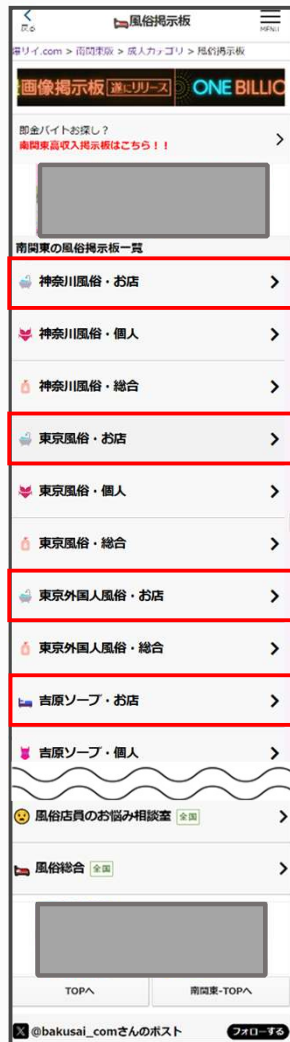 戻る
風俗掲示板
MENU
爆サイ.com > 南関東版 > 成人カテゴリ > 風俗掲示板
画像掲示板 遂にリリース ONE BILLIC
即金バイトお探し?
南関東高収入掲示板はこちら!!
南関東の風俗掲示板一覧
神奈川風俗・お店
神奈川風俗・個人
神奈川風俗・総合
東京風俗・お店
東京風俗・個人
東京風俗・総合
東京外国人風俗・お店
東京外国人風俗・総合
吉原ソープ・お店
吉原ソープ・個人
風俗店員のお悩み相談室 全国
風俗総合 全国
TOPへ
南関東-TOPへ
@bakusai_comさんのポスト
フォローする